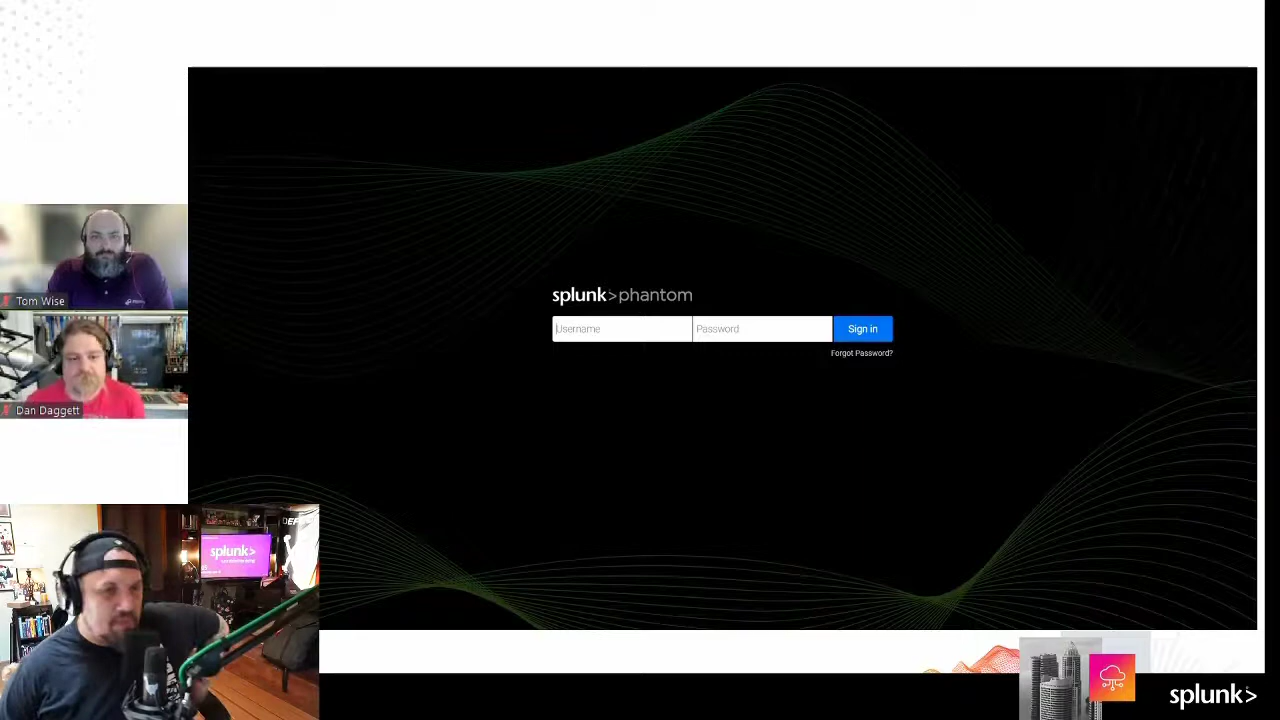 splunk>phantom
Username
Password
Sign in
Forgot Password?
Tom Wise
Dan Daggett
splunk>
splunk>